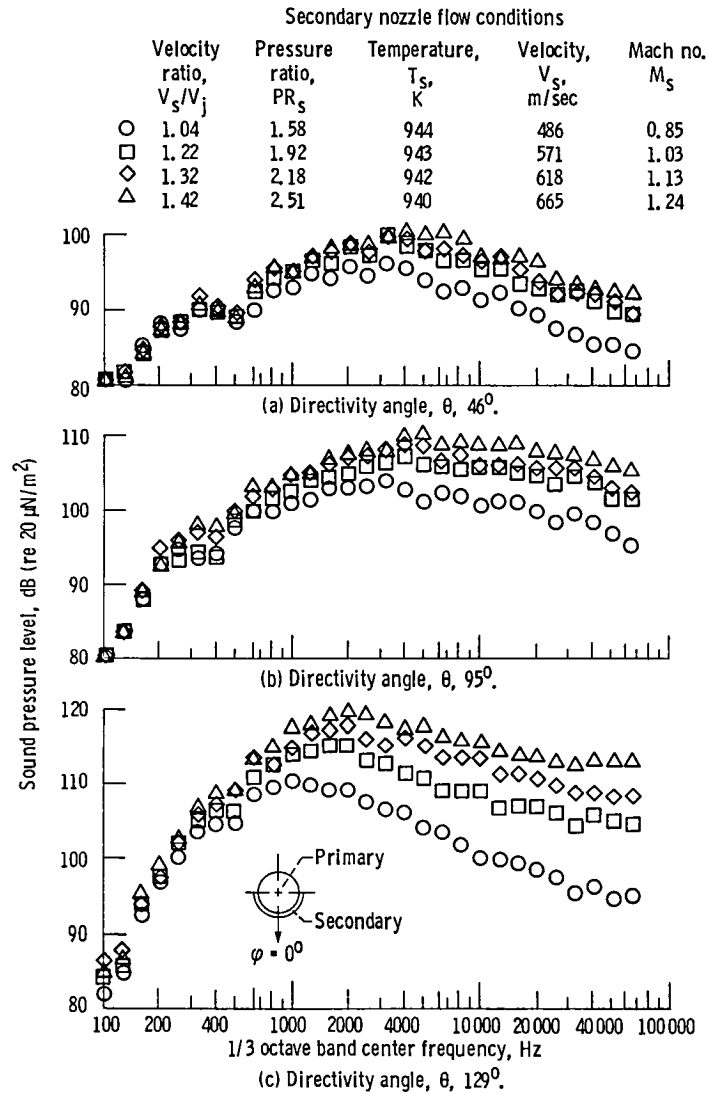 Secondary nozzle flow conditions
Velocity ratio, Vs/Vj Pressure ratio, PRs Temperature, Ts, K Velocity, Vs, m/sec Mach no. Ms
○ 1.04 1.58 944 486 0.85
□ 1.22 1.92 943 571 1.03
◇ 1.32 2.18 942 618 1.13
△ 1.42 2.51 940 665 1.24
100
90
80
(a) Directivity angle, θ, 46°.
110
100
90
80
(b) Directivity angle, θ, 95°.
Sound pressure level, dB (re 20 μN/m²)
120
110
100
90
80
Primary
Secondary
φ = 0°
100 200 400 1000 2000 4000 10 000 20 000 40 000 100 000
1/3 octave band center frequency, Hz
(c) Directivity angle, θ, 129°.